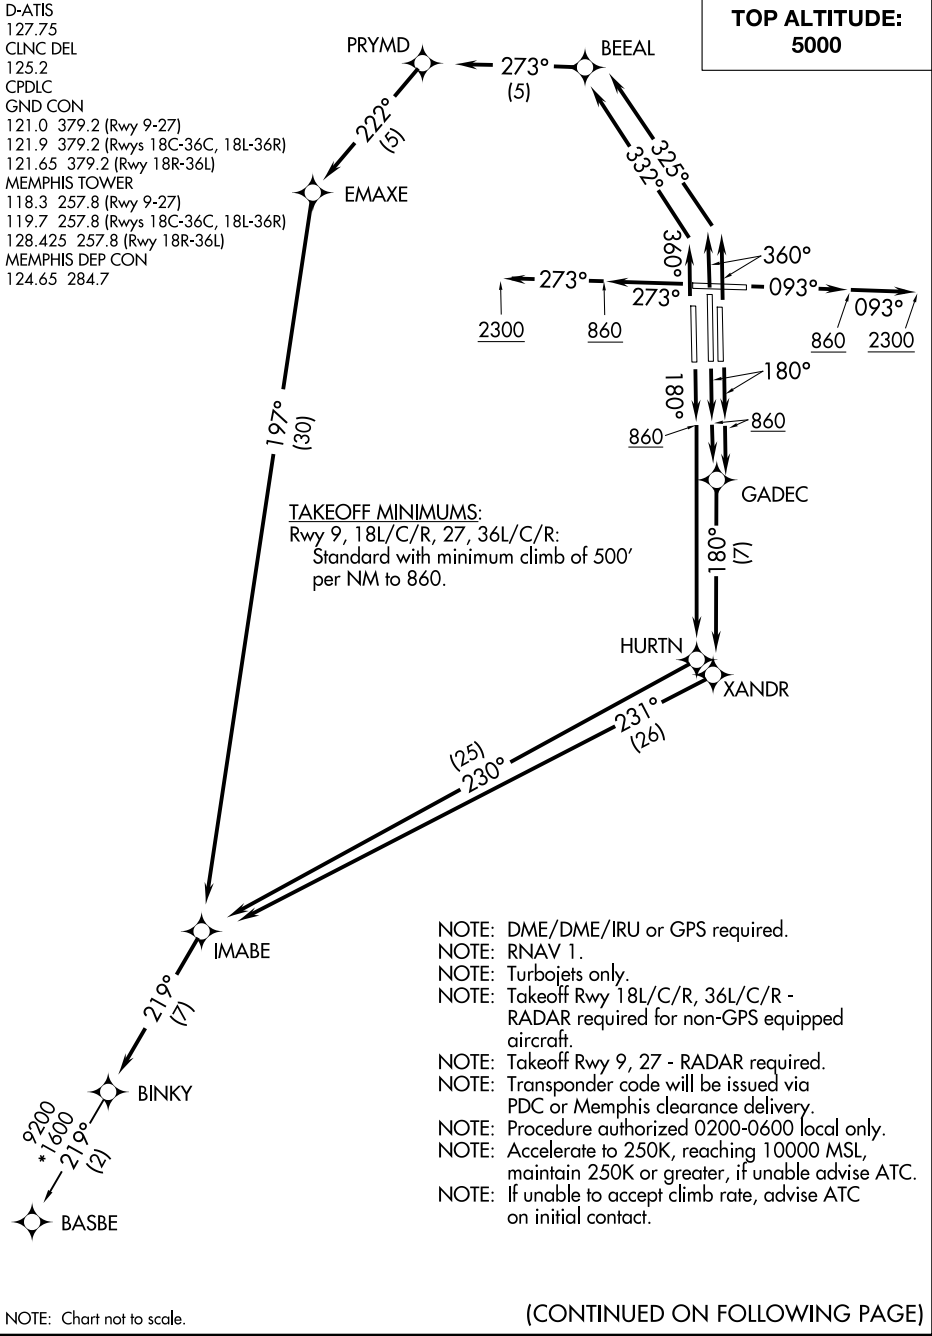 D-ATIS
127.75
CLNC DEL
125.2
CPDLC
GND CON
121.0 379.2 (Rwy 9-27)
121.9 379.2 (Rwys 18C-36C, 18L-36R)
121.65 379.2 (Rwy 18R-36L)
MEMPHIS TOWER
118.3 257.8 (Rwy 9-27)
119.7 257.8 (Rwys 18C-36C, 18L-36R)
128.425 257.8 (Rwy 18R-36L)
MEMPHIS DEP CON
124.65 284.7
TOP ALTITUDE:
5000
PRYMD
BEEAL
273°
(5)
222°
(5)
EMAXE
325°
332°
360°
360°
273°
273°
093°
093°
2300
860
860
2300
180°
180°
860
860
GADEC
197°
(30)
TAKEOFF MINIMUMS:
Rwy 9, 18L/C/R, 27, 36L/C/R:
Standard with minimum climb of 500'
per NM to 860.
180°
(7)
HURTN
XANDR
231°
(26)
(25)
230°
IMABE
219°
(7)
BINKY
9200
*1600
219°
(2)
BASBE
NOTE: DME/DME/IRU or GPS required.
NOTE: RNAV 1.
NOTE: Turbojets only.
NOTE: Takeoff Rwy 18L/C/R, 36L/C/R -
RADAR required for non-GPS equipped
aircraft.
NOTE: Takeoff Rwy 9, 27 - RADAR required.
NOTE: Transponder code will be issued via
PDC or Memphis clearance delivery.
NOTE: Procedure authorized 0200-0600 local only.
NOTE: Accelerate to 250K, reaching 10000 MSL,
maintain 250K or greater, if unable advise ATC.
NOTE: If unable to accept climb rate, advise ATC
on initial contact.
NOTE: Chart not to scale.
(CONTINUED ON FOLLOWING PAGE)